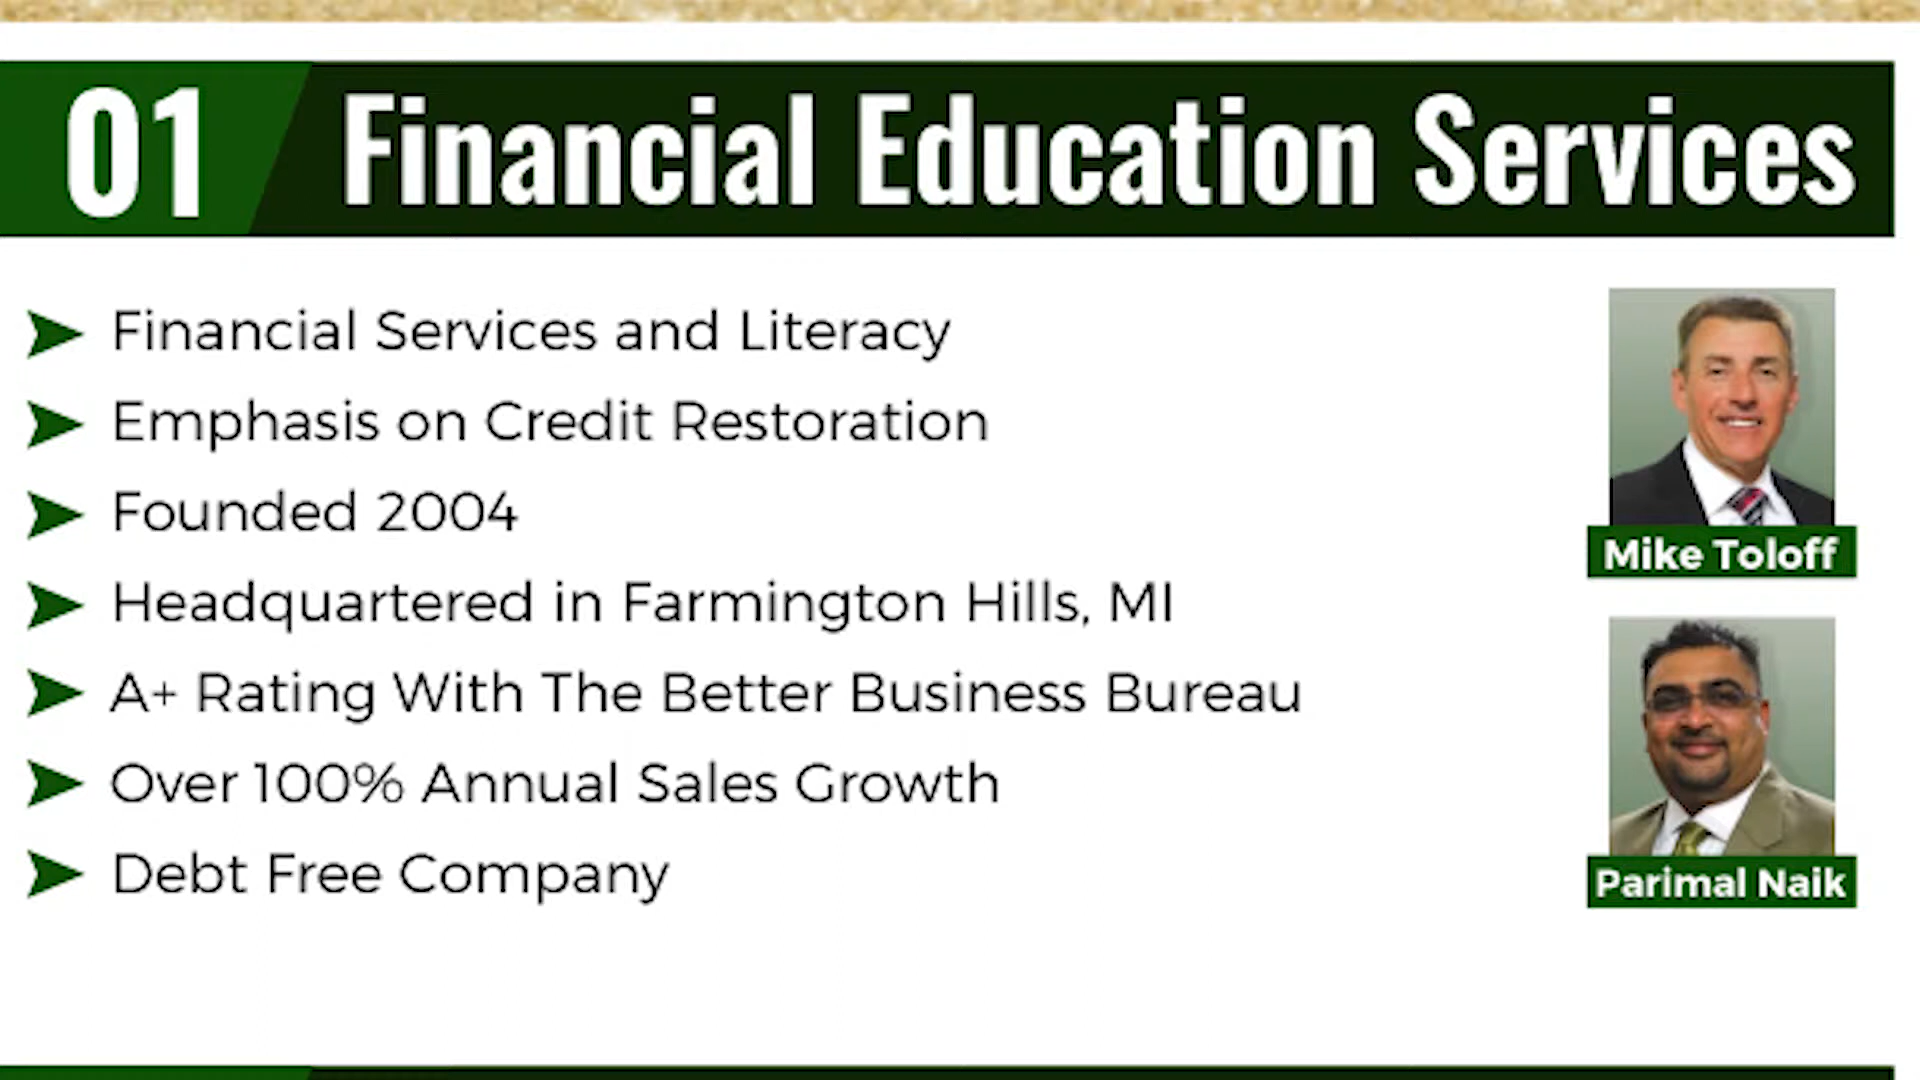 01 Financial Education Services
Financial Services and Literacy
Emphasis on Credit Restoration
Founded 2004
Headquartered in Farmington Hills, MI
A+ Rating With The Better Business Bureau
Over 100% Annual Sales Growth
Debt Free Company
Mike Toloff
Parimal Naik